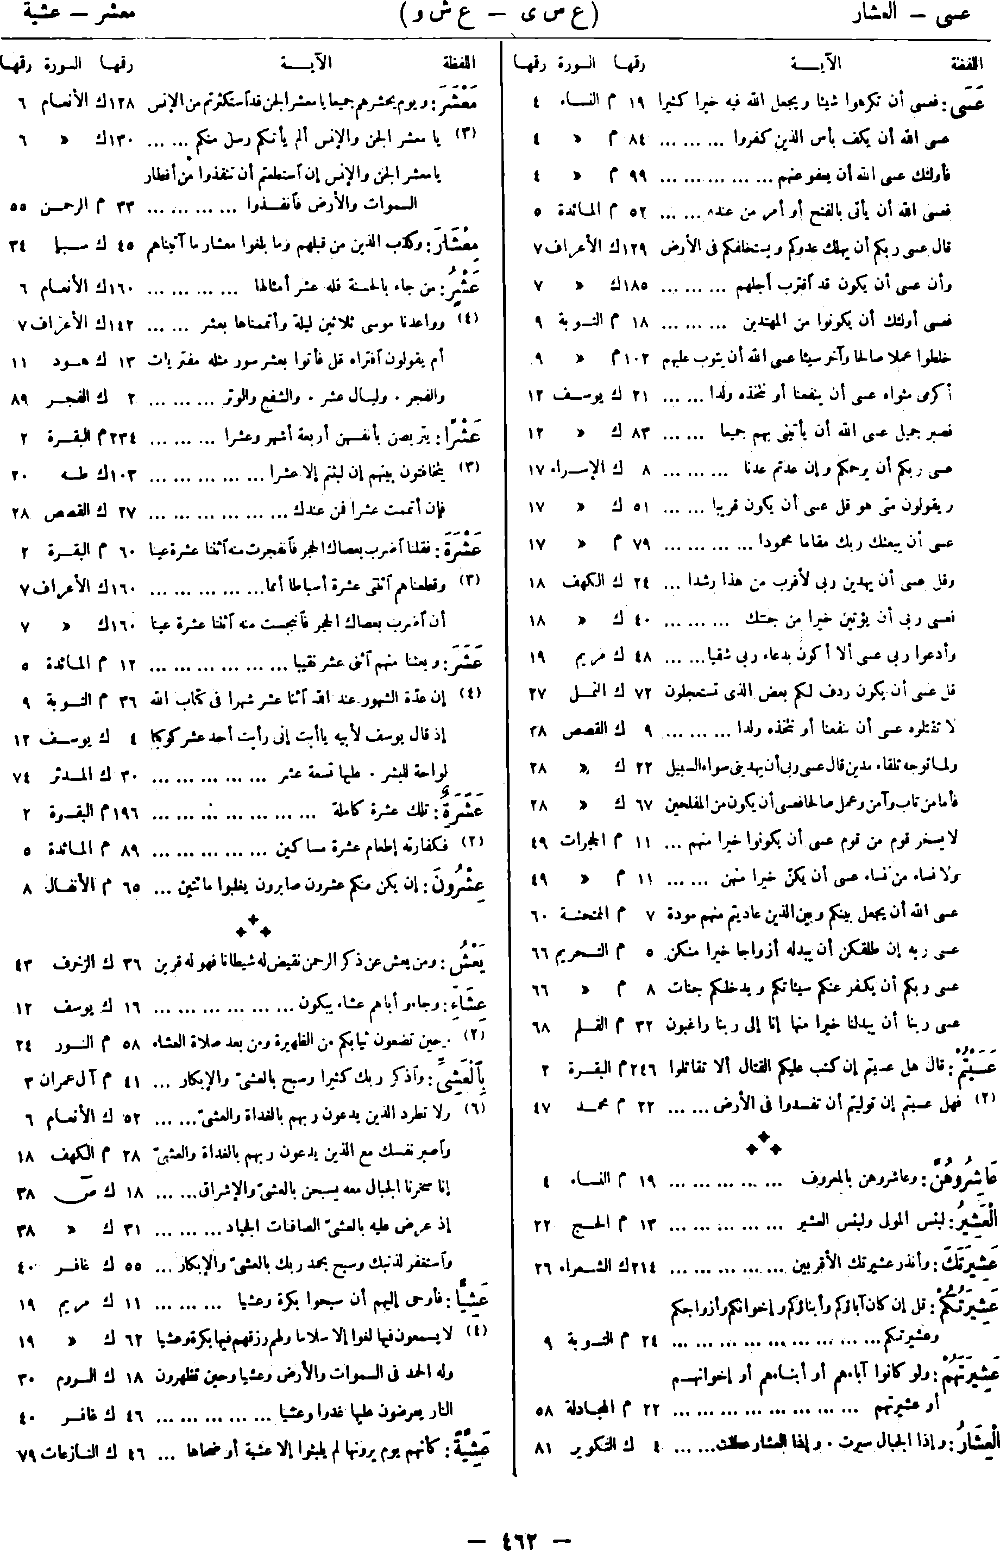 عسى – العشار
(ع س ى – ع ش و)
معشر – عشية
اللفظة الآيـــة رقمها السورة رقمها
عَسَى: فعسى أن تكرهوا شيئا ويجعل الله فيه خيرا كثيرا ١٩ م النساء ٤
عسى الله أن يكف بأس الذين كفروا ... ... ... ٨٤ م » ٤
فأولئك عسى الله أن يعفو عنهم ... ... ... ... ٩٩ م » ٤
فعسى الله أن يأتى بالفتح أو أمر من عنده ... ... ٥٢ م المائدة ٥
قال عسى ربكم أن يهلك عدوكم ويستخلفكم فى الأرض ١٢٩ ك الأعراف ٧
وأن عسى أن يكون قد اقترب أجلهم ... ... ... ١٨٥ ك » ٧
فعسى أولئك أن يكونوا من المهتدين ... ... ... ١٨ م التوبة ٩
خلطوا عملا صالحا وآخر سيئا عسى الله أن يتوب عليهم ١٠٢ م » ٩
أكرمى مثواه عسى أن ينفعنا أو نتخذه ولدا ... ... ٢١ ك يوسف ١٢
فصبر جميل عسى الله أن يأتينى بهم جميعا ... ... ٨٣ ك » ١٢
عسى ربكم أن يرحمكم وإن عدتم عدنا ... ... ... ٨ ك الإسراء ١٧
ويقولون متى هو قل عسى أن يكون قريبا ... ... ٥١ ك » ١٧
عسى أن يبعثك ربك مقاما محمودا ... ... ... ... ٧٩ م » ١٧
وقل عسى أن يهدين ربى لأقرب من هذا رشدا ... ٢٤ ك الكهف ١٨
فعسى ربى أن يؤتين خيرا من جنتك ... ... ... ٤٠ ك » ١٨
وأدعوا ربى عسى ألا أكون بدعاء ربى شقيا ... ... ٤٨ ك مريم ١٩
قل عسى أن يكون ردف لكم بعض الذى تستعجلون ٧٢ ك النمل ٢٧
لا تقتلوه عسى أن ينفعنا أو نتخذه ولدا ... ... ... ٩ ك القصص ٢٨
ولما توجه تلقاء مدين قال عسى ربى أن يهدينى سواء السبيل ٢٢ ك » ٢٨
فأما من تاب وآمن وعمل صالحا فعسى أن يكون من المفلحين ٦٧ ك » ٢٨
لا يسخر قوم من قوم عسى أن يكونوا خيرا منهم ... ١١ م الحجرات ٤٩
ولا نساء من نساء عسى أن يكنّ خيرا منهن ... ... ١١ م » ٤٩
عسى الله أن يجعل بينكم وبين الذين عاديتم منهم مودة ٧ م الممتحنة ٦٠
عسى ربه إن طلقكن أن يبدله أزواجا خيرا منكن ٥ م التحريم ٦٦
عسى ربكم أن يكفر عنكم سيئاتكم ويدخلكم جنات ٨ م » ٦٦
عسى ربنا أن يبدلنا خيرا منها إنا إلى ربنا راغبون ٣٢ م القلم ٦٨
عَسَيْتُمْ: قال هل عسيتم إن كتب عليكم القتال ألا تقاتلوا ٢٤٦ م البقرة ٢
(٢) فهل عسيتم إن توليتم أن تفسدوا فى الأرض ... ... ٢٢ م محمد ٤٧
عَاشِرُوهُنَّ: وعاشروهن بالمعروف ... ... ... ... ١٩ م النساء ٤
الْعَشِيرُ: لبئس المولى ولبئس العشير ... ... ... ... ١٣ م الحج ٢٢
عَشِيرَتَكَ: وأنذر عشيرتك الأقربين ... ... ... ... ٢١٤ ك الشعراء ٢٦
عَشِيرَتُكُمْ: قل إن كان آباؤكم وأبناؤكم وإخوانكم وأزواجكم
وعشيرتكم ... ... ... ... ... ... ... ٢٤ م التوبة ٩
عَشِيرَتَهُمْ: ولو كانوا آباءهم أو أبناءهم أو إخوانهـم
أو عشيرتهم ... ... ... ... ... ... ... ٢٢ م المجادلة ٥٨
الْعِشَارُ: وإذا الجبال سيرت ٠ وإذا العشار عطلت ... ... ٤ ك التكوير ٨١
اللفظة الآيـــة رقمها السورة رقمها
مَعْشَرَ: ويوم يحشرهم جميعا يا معشر الجن قد استكثرتم من الإنس ١٢٨ ك الأنعام ٦
(٣) يا معشر الجن والإنس ألم يأتكم رسل منكم ... ... ١٣٠ ك » ٦
يا معشر الجن والإنس إن استطعتم أن تنفذوا من أقطار
السموات والأرض فانفـذوا ... ... ... ... ٣٣ م الرحمن ٥٥
مِعْشَارَ: وكذب الذين من قبلهم وما بلغوا معشار ما آتيناهم ٤٥ ك سبإ ٣٤
عَشْرُ: من جاء بالحسنة فله عشر أمثالها ... ... ... ... ١٦٠ ك الأنعام ٦
(٤) وواعدنا موسى ثلاثين ليلة وأتممناها بعشر ... ... ١٤٢ ك الأعراف ٧
أم يقولون افتراه قل فأتوا بعشر سور مثله مفتريات ١٣ ك هـود ١١
والفجر ٠ وليـال عشر ٠ والشفع والوتر ... ... ... ٢ ك الفجـر ٨٩
عَشْرًا: يتربصن بأنفسهن أربعة أشهر وعشرا ... ... ... ٢٣٤ م البقرة ٢
(٣) يتخافتون بينهم إن لبثتم إلا عشرا ... ... ... ... ١٠٣ ك طـه ٢٠
فإن أتممت عشرا فمن عندك ... ... ... ... ... ٢٧ ك القصص ٢٨
عَشْرَةَ: فقلنا اضرب بعصاك الحجر فانفجرت منه اثنتا عشرة عينا ٦٠ م البقرة ٢
(٣) وقطعناهم اثنتى عشرة أسباطا أمما ... ... ... ... ١٦٠ ك الأعراف ٧
أن اضرب بعصاك الحجر فانبجست منه اثنتا عشرة عينا ١٦٠ ك » ٧
عَشَرَ: وبعثنا منهم اثنى عشر نقيبا ... ... ... ... ... ١٢ م المائدة ٥
(٤) إن عدة الشهور عند الله اثنا عشر شهرا فى كتاب الله ٣٦ م التوبة ٩
إذ قال يوسف لأبيه يا أبت إنى رأيت أحد عشر كوكبا ٤ ك يوسف ١٢
لواحة للبشر ٠ عليها تسعة عشر ... ... ... ... ٣٠ ك المدثر ٧٤
عَشَرَةٌ: تلك عشرة كاملة ... ... ... ... ... ... ١٩٦ م البقرة ٢
(٢) فكفارته إطعام عشرة مساكين ... ... ... ... ٨٩ م المائدة ٥
عِشْرُونَ: إن يكن منكم عشرون صابرون يغلبوا مائتين ... ٦٥ م الأنفال ٨
يَعْشُ: ومن يعش عن ذكر الرحمن نقيض له شيطانا فهو له قرين ٣٦ ك الزخرف ٤٣
عِشَاءً: وجاءو أباهم عشاء يبكون ... ... ... ... ... ١٦ ك يوسف ١٢
(٢) وحين تضعون ثيابكم من الظهيرة ومن بعد صلاة العشاء ٥٨ م النور ٢٤
بِالْعَشِىِّ: واذكر ربك كثيرا وسبح بالعشىّ والإبكار ... ... ٤١ م آل عمران ٣
(٦) ولا تطرد الذين يدعون ربهم بالغداة والعشىّ ... ... ٥٢ ك الأنعام ٦
واصبر نفسك مع الذين يدعون ربهم بالغداة والعشىّ ٢٨ م الكهف ١٨
إنا سخرنا الجبال معه يسبحن بالعشىّ والإشراق ... ... ١٨ ك صٓ ٣٨
إذ عرض عليه بالعشىّ الصافنات الجياد ... ... ... ٣١ ك » ٣٨
واستغفر لذنبك وسبح بحمد ربك بالعشىّ والإبكار ... ٥٥ ك غافر ٤٠
عَشِيًّا: فأوحى إليهم أن سبحوا بكرة وعشيا ... ... ... ١١ ك مريم ١٩
(٤) لا يسمعون فيها لغوا إلا سلاما ولهم رزقهم فيها بكرة وعشيا ٦٢ ك » ١٩
وله الحمد فى السموات والأرض وعشيا وحين تظهرون ١٨ ك الروم ٣٠
النار يعرضون عليها غدوا وعشيا ... ... ... ... ٤٦ ك غافـر ٤٠
عَشِيَّةً: كأنهم يوم يرونها لم يلبثوا إلا عشية أو ضحاها ... ٤٦ ك النازعات ٧٩
— ٤٦٢ —